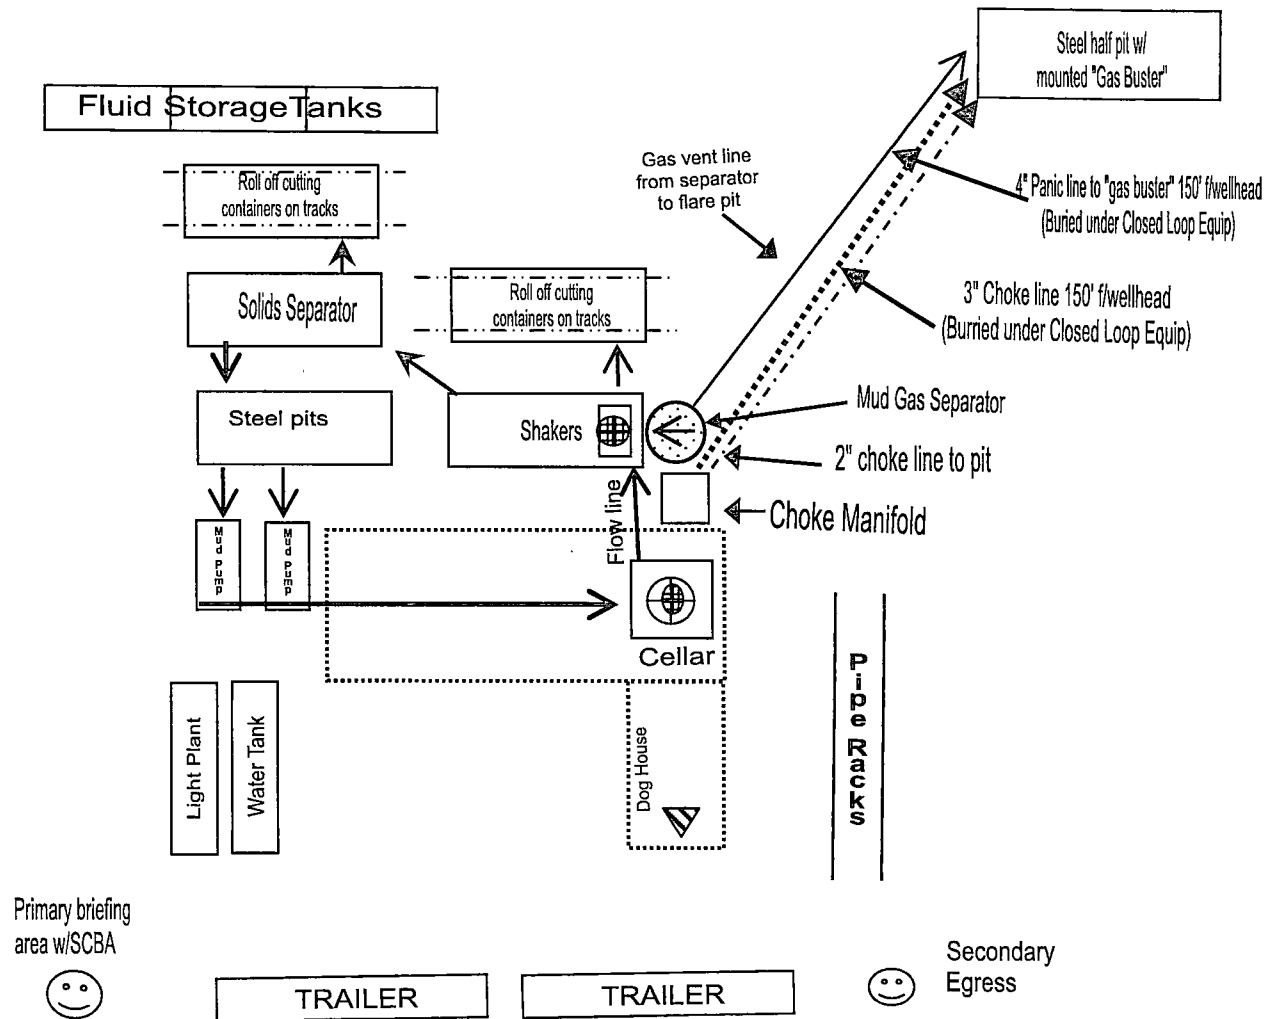 Steel half pit w/
mounted "Gas Buster"
Fluid StorageTanks
Gas vent line
from separator
to flare pit
Roll off cutting
containers on tracks
4" Panic line to "gas buster" 150' f/wellhead
(Buried under Closed Loop Equip)
Solids Separator
Roll off cutting
containers on tracks
3" Choke line 150' f/wellhead
(Burried under Closed Loop Equip)
Steel pits
Shakers
Mud Gas Separator
2" choke line to pit
Flow line
Choke Manifold
Mud Pump
Mud Pump
Cellar
Pipe Racks
Light Plant
Water Tank
Dog House
Primary briefing
area w/SCBA
Secondary
Egress
TRAILER
TRAILER